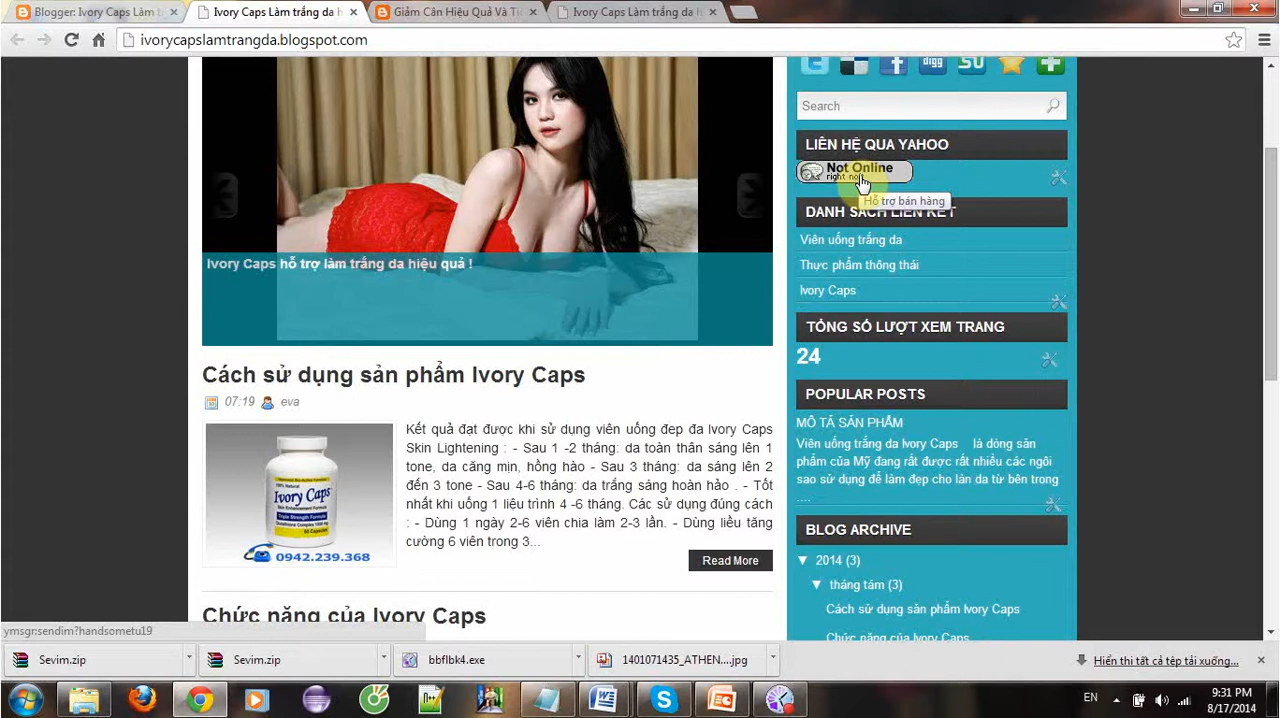 Blogger: Ivory Caps Làm t
Ivory Caps Làm trắng da h
Giảm Cân Hiệu Quả Và Ti
Ivory Caps Làm trắng da h
ivorycapslamtrangda.blogspot.com
digg
Search
LIÊN HỆ QUA YAHOO
Not Online
right now
Hỗ trợ bán hàng
DANH SÁCH LIÊN KẾT
Viên uống trắng da
Thực phẩm thông thái
Ivory Caps
TỔNG SỐ LƯỢT XEM TRANG
24
POPULAR POSTS
MÔ TẢ SẢN PHẨM
Viên uống trắng da Ivory Caps là dòng sản
phẩm của Mỹ đang rất được rất nhiều các ngôi
sao sử dụng để làm đẹp cho làn da từ bên trong
....
BLOG ARCHIVE
▼ 2014 (3)
▼ tháng tám (3)
Cách sử dụng sản phẩm Ivory Caps
Chức năng của Ivory Caps
Ivory Caps hỗ trợ làm trắng da hiệu quả !
Cách sử dụng sản phẩm Ivory Caps
07:19 eva
Kết quả đạt được khi sử dụng viên uống đẹp da Ivory Caps
Skin Lightening : - Sau 1 -2 tháng: da toàn thân sáng lên 1
tone, da căng mịn, hồng hào - Sau 3 tháng: da sáng lên 2
đến 3 tone - Sau 4-6 tháng: da trắng sáng hoàn hảo . - Tốt
nhất khi uống 1 liệu trình 4 -6 tháng. Các sử dụng đúng cách
: - Dùng 1 ngày 2-6 viên chia làm 2-3 lần. - Dùng liều tăng
cường 6 viên trong 3...
Ivory Caps
0942.239.368
Read More
Chức năng của Ivory Caps
ymsgr:sendim?handsometu19
Sevim.zip
Sevim.zip
bbflbk4.exe
1401071435_ATHEN....jpg
Hiển thị tất cả tệp tải xuống...
EN
9:31 PM
8/17/2014